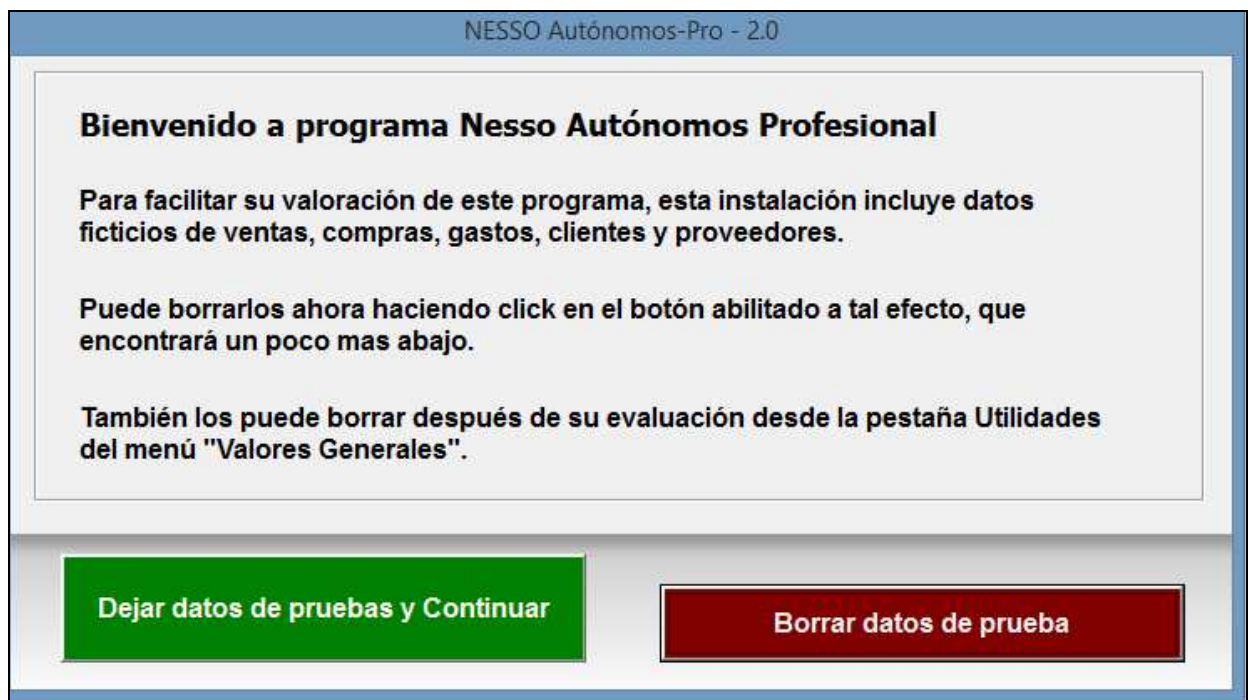 NESSO Autónomos-Pro - 2.0
Bienvenido a programa Nesso Autónomos Profesional
Para facilitar su valoración de este programa, esta instalación incluye datos
ficticios de ventas, compras, gastos, clientes y proveedores.
Puede borrarlos ahora haciendo click en el botón abilitado a tal efecto, que
encontrará un poco mas abajo.
También los puede borrar después de su evaluación desde la pestaña Utilidades
del menú "Valores Generales".
Dejar datos de pruebas y Continuar
Borrar datos de prueba